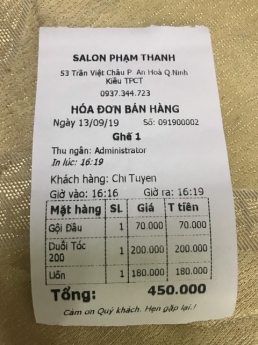 SALON PHẠM THANH
53 Trần Việt Châu P. An Hoà Q.Ninh
Kiều TPCT
0937.344.723
HÓA ĐƠN BÁN HÀNG
Ngày 13/09/19 Số: 091900002
Ghế 1
Thu ngân: Administrator
In lúc: 16:19
Khách hàng: Chi Tuyen
Giờ vào: 16:16 Giờ ra: 16:19
Mặt hàng SL Giá T tiền
Gội Đầu 1 70.000 70.000
Duỗi Tóc 1 200.000 200.000
200
Uốn 1 180.000 180.000
Tổng: 450.000
Cảm ơn Quý khách. Hẹn gặp lại!